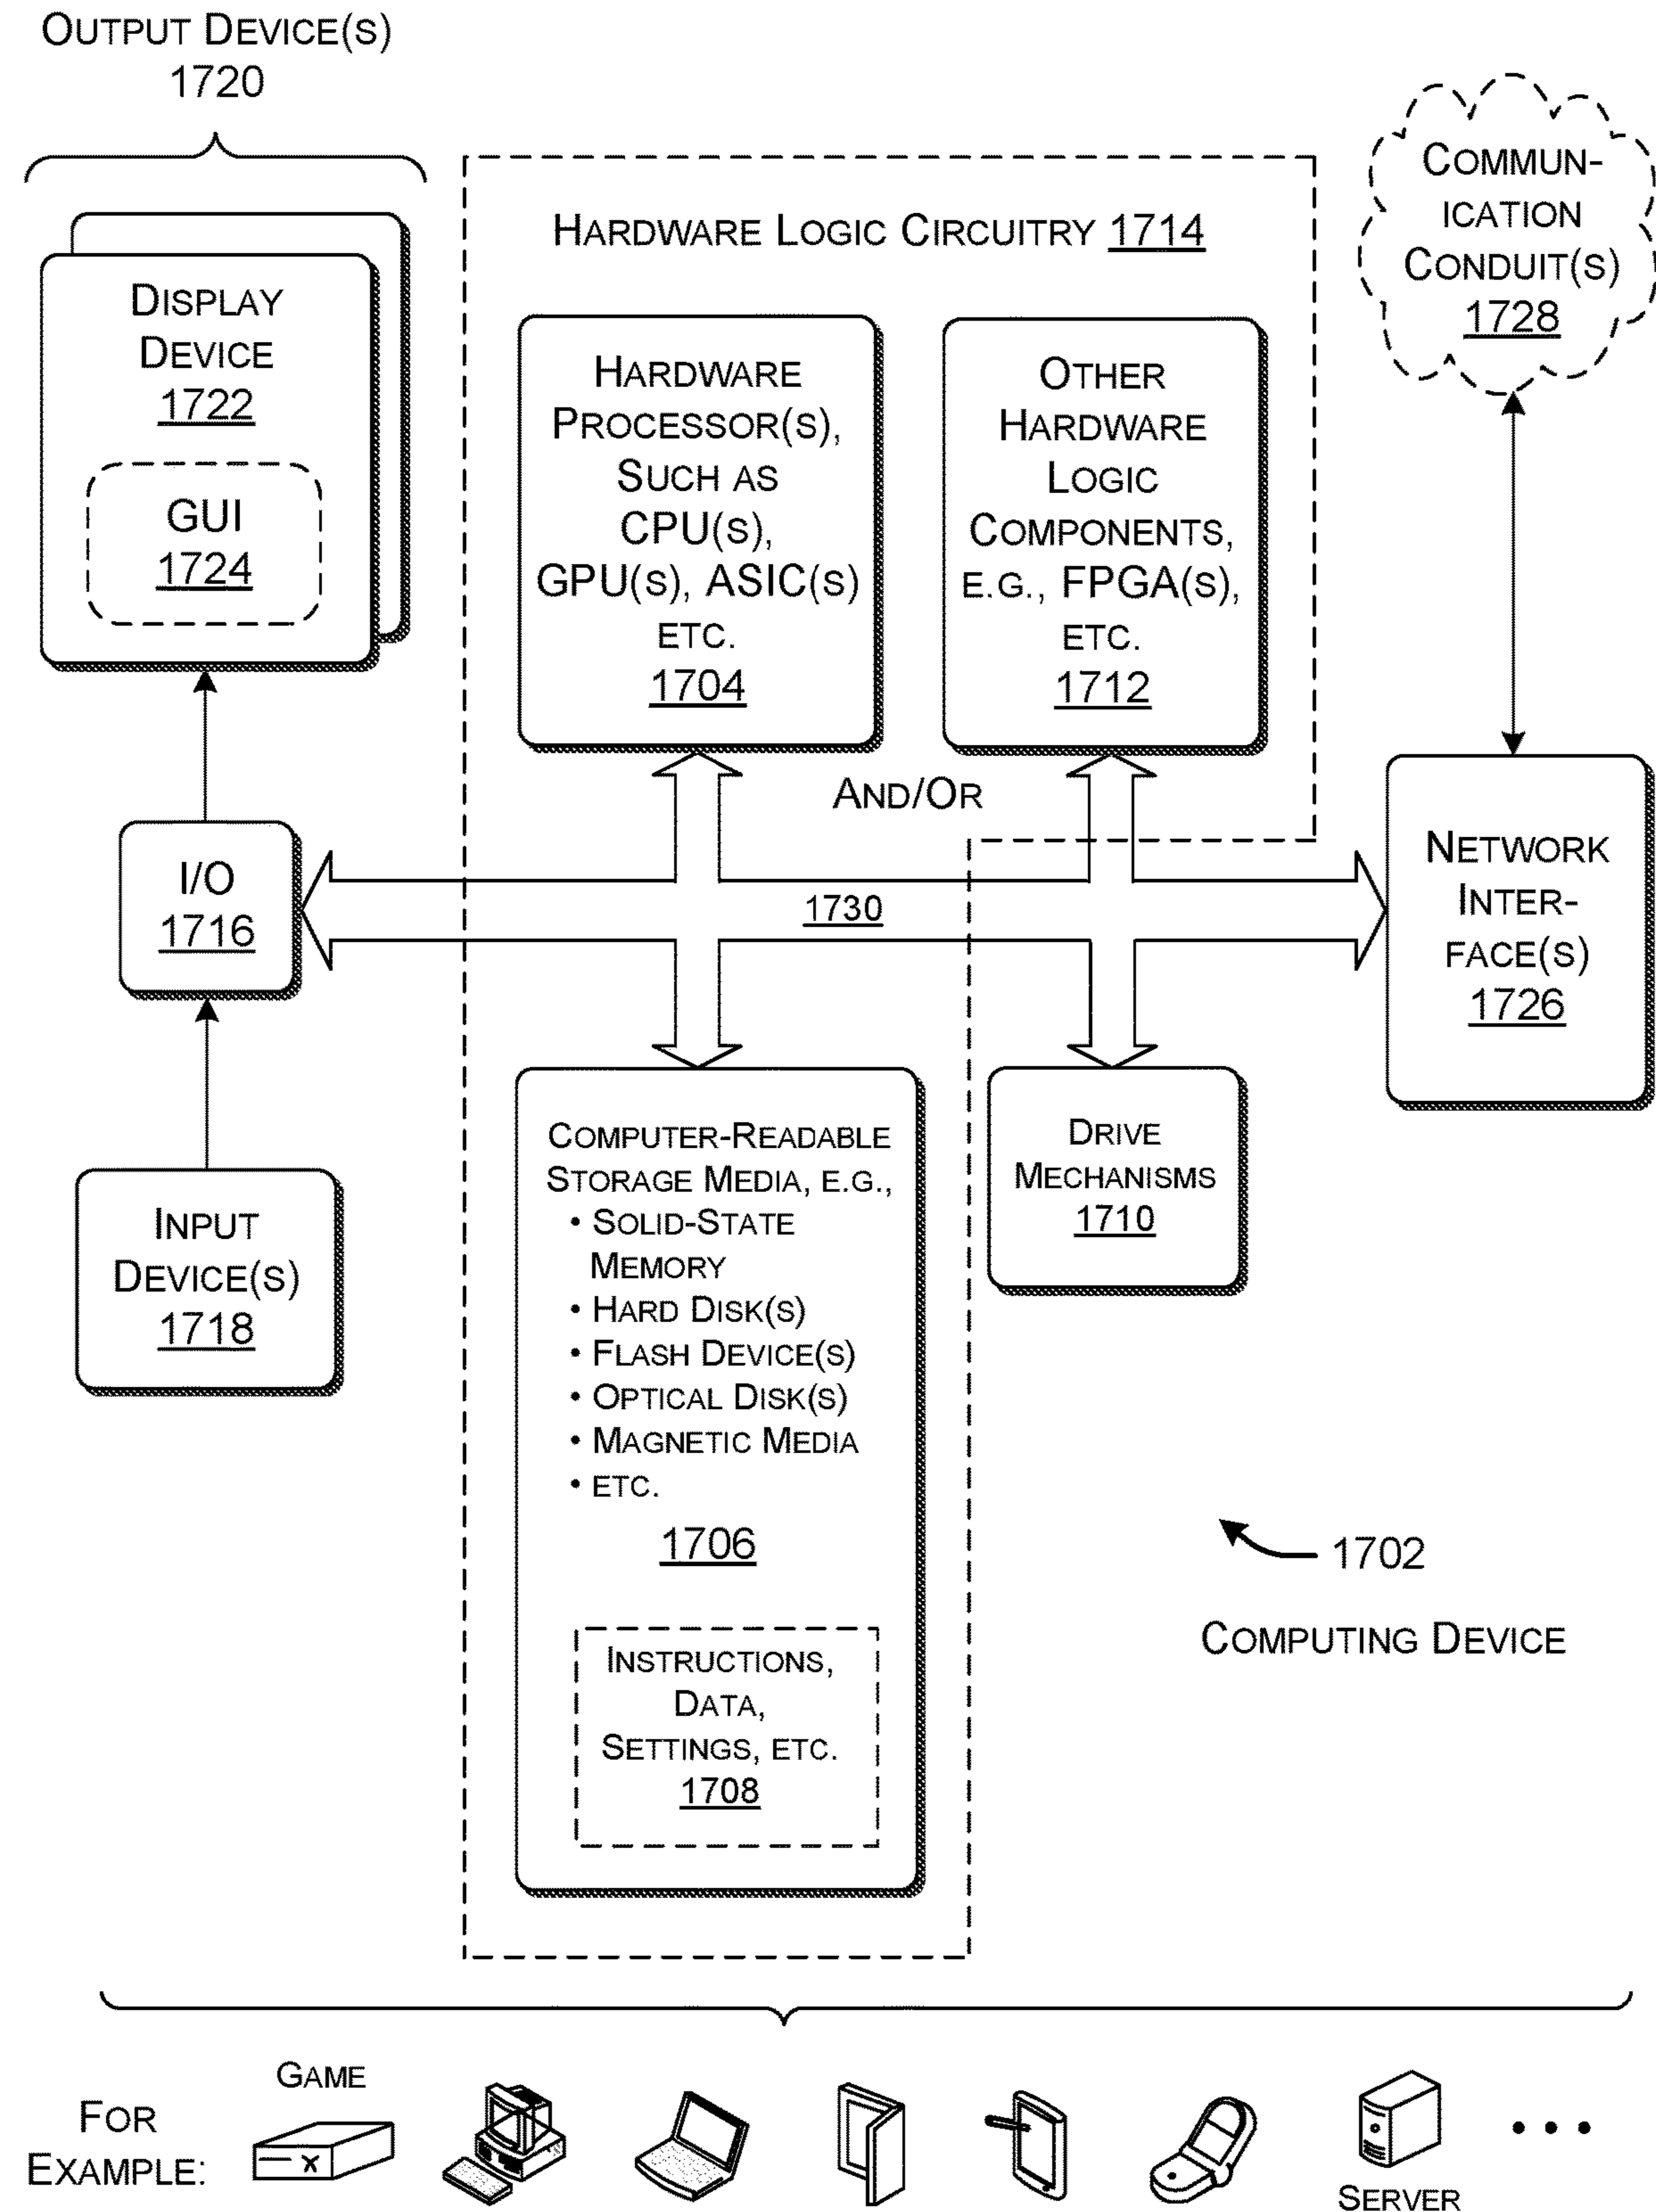 OUTPUT DEVICE(S)
1720
DISPLAY
DEVICE
1722
GUI
1724
I/O
1716
INPUT
DEVICE(S)
1718
HARDWARE LOGIC CIRCUITRY 1714
HARDWARE
PROCESSOR(S),
SUCH AS
CPU(S),
GPU(S), ASIC(S)
ETC.
1704
OTHER
HARDWARE
LOGIC
COMPONENTS,
E.G., FPGA(S),
ETC.
1712
AND/OR
1730
COMPUTER-READABLE
STORAGE MEDIA, E.G.,
• SOLID-STATE
MEMORY
• HARD DISK(S)
• FLASH DEVICE(S)
• OPTICAL DISK(S)
• MAGNETIC MEDIA
• ETC.
1706
INSTRUCTIONS,
DATA,
SETTINGS, ETC.
1708
DRIVE
MECHANISMS
1710
COMMUN-
ICATION
CONDUIT(S)
1728
NETWORK
INTER-
FACE(S)
1726
1702
COMPUTING DEVICE
FOR
EXAMPLE:
GAME
SERVER